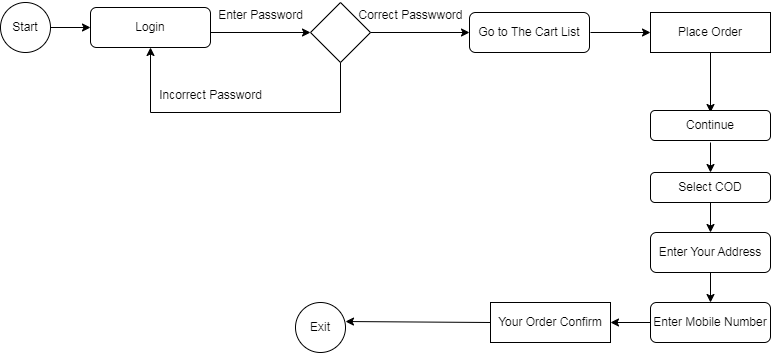 Start
Login
Enter Password
Correct Passwword
Go to The Cart List
Place Order
Incorrect Password
Continue
Select COD
Enter Your Address
Enter Mobile Number
Your Order Confirm
Exit